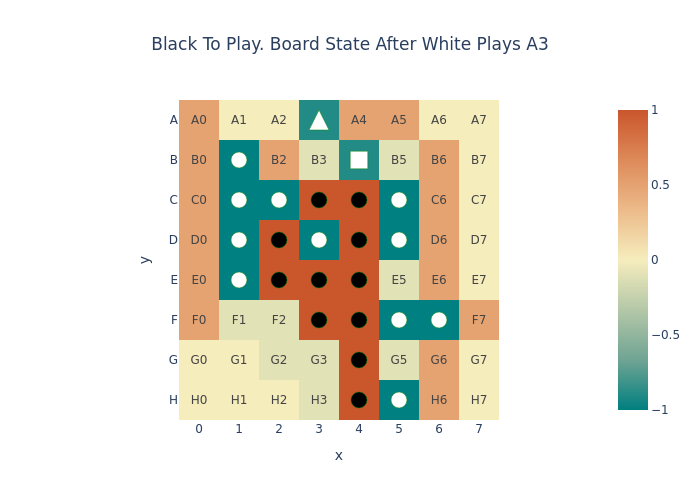 Black To Play. Board State After White Plays A3
A A0 A1 A2 A4 A5 A6 A7
B B0 B2 B3 B5 B6 B7
C C0 C6 C7
D D0 D6 D7
E E0 E5 E6 E7
F F0 F1 F2 F7
G G0 G1 G2 G3 G5 G6 G7
H H0 H1 H2 H3 H6 H7
0 1 2 3 4 5 6 7
x
y
1
0.5
0
−0.5
−1